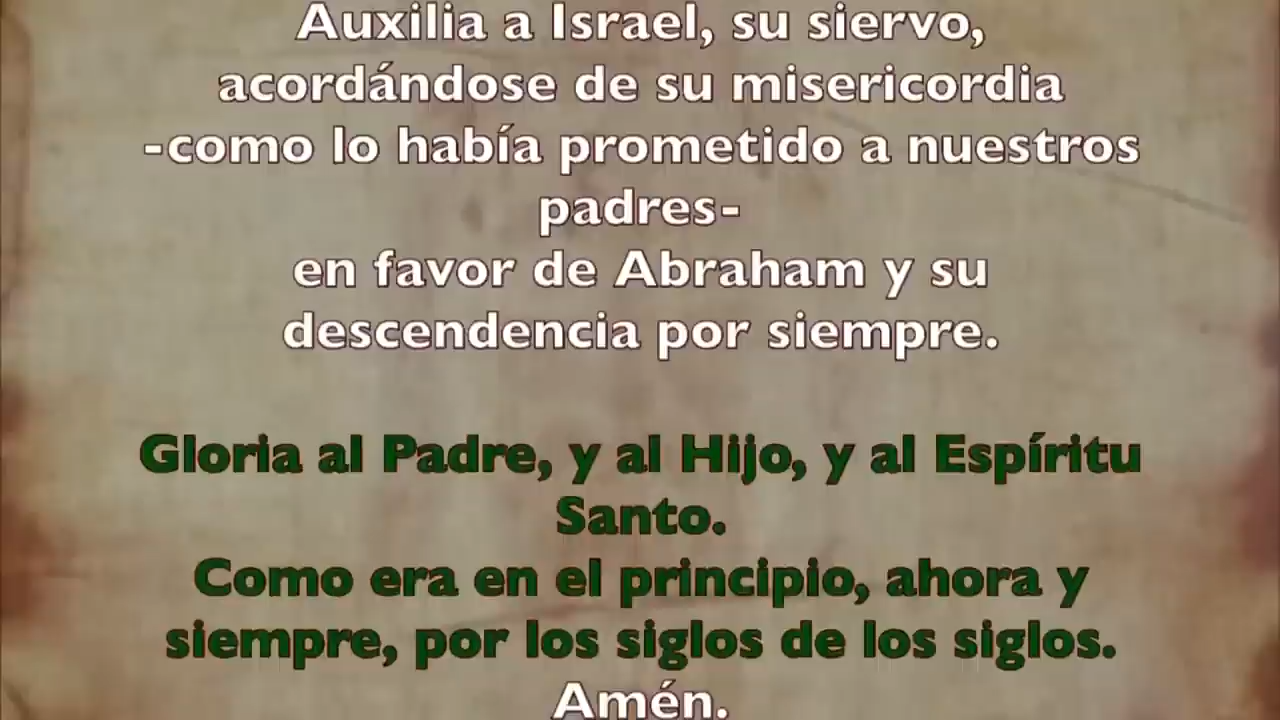 Auxilia a Israel, su siervo,
acordándose de su misericordia
-como lo había prometido a nuestros
padres-
en favor de Abraham y su
descendencia por siempre.
Gloria al Padre, y al Hijo, y al Espíritu
Santo.
Como era en el principio, ahora y
siempre, por los siglos de los siglos.
Amén.